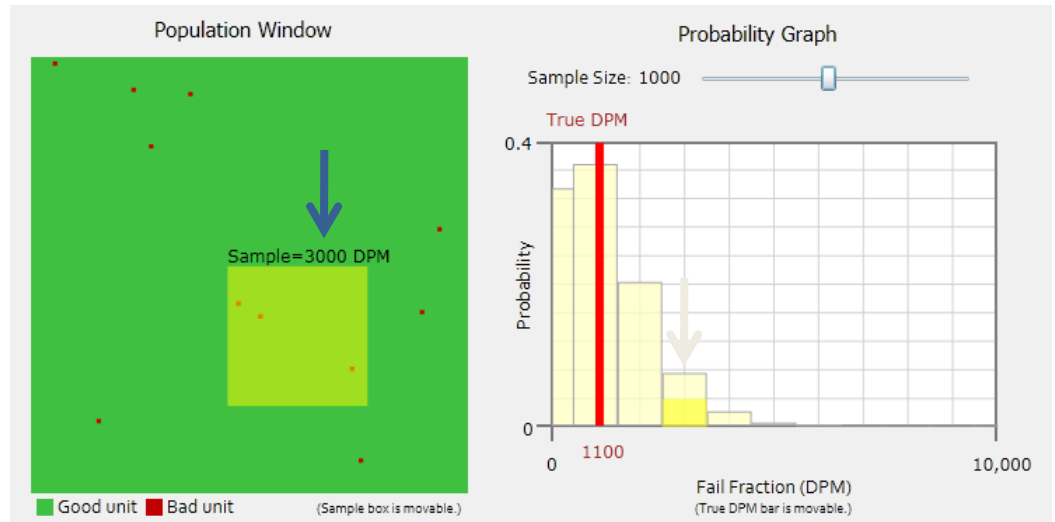 Population Window
Sample=3000 DPM
Good unit Bad unit (Sample box is movable.)
Probability Graph
Sample Size: 1000
True DPM
0.4
Probability
0
0 1100 10,000
Fail Fraction (DPM)
(True DPM bar is movable.)